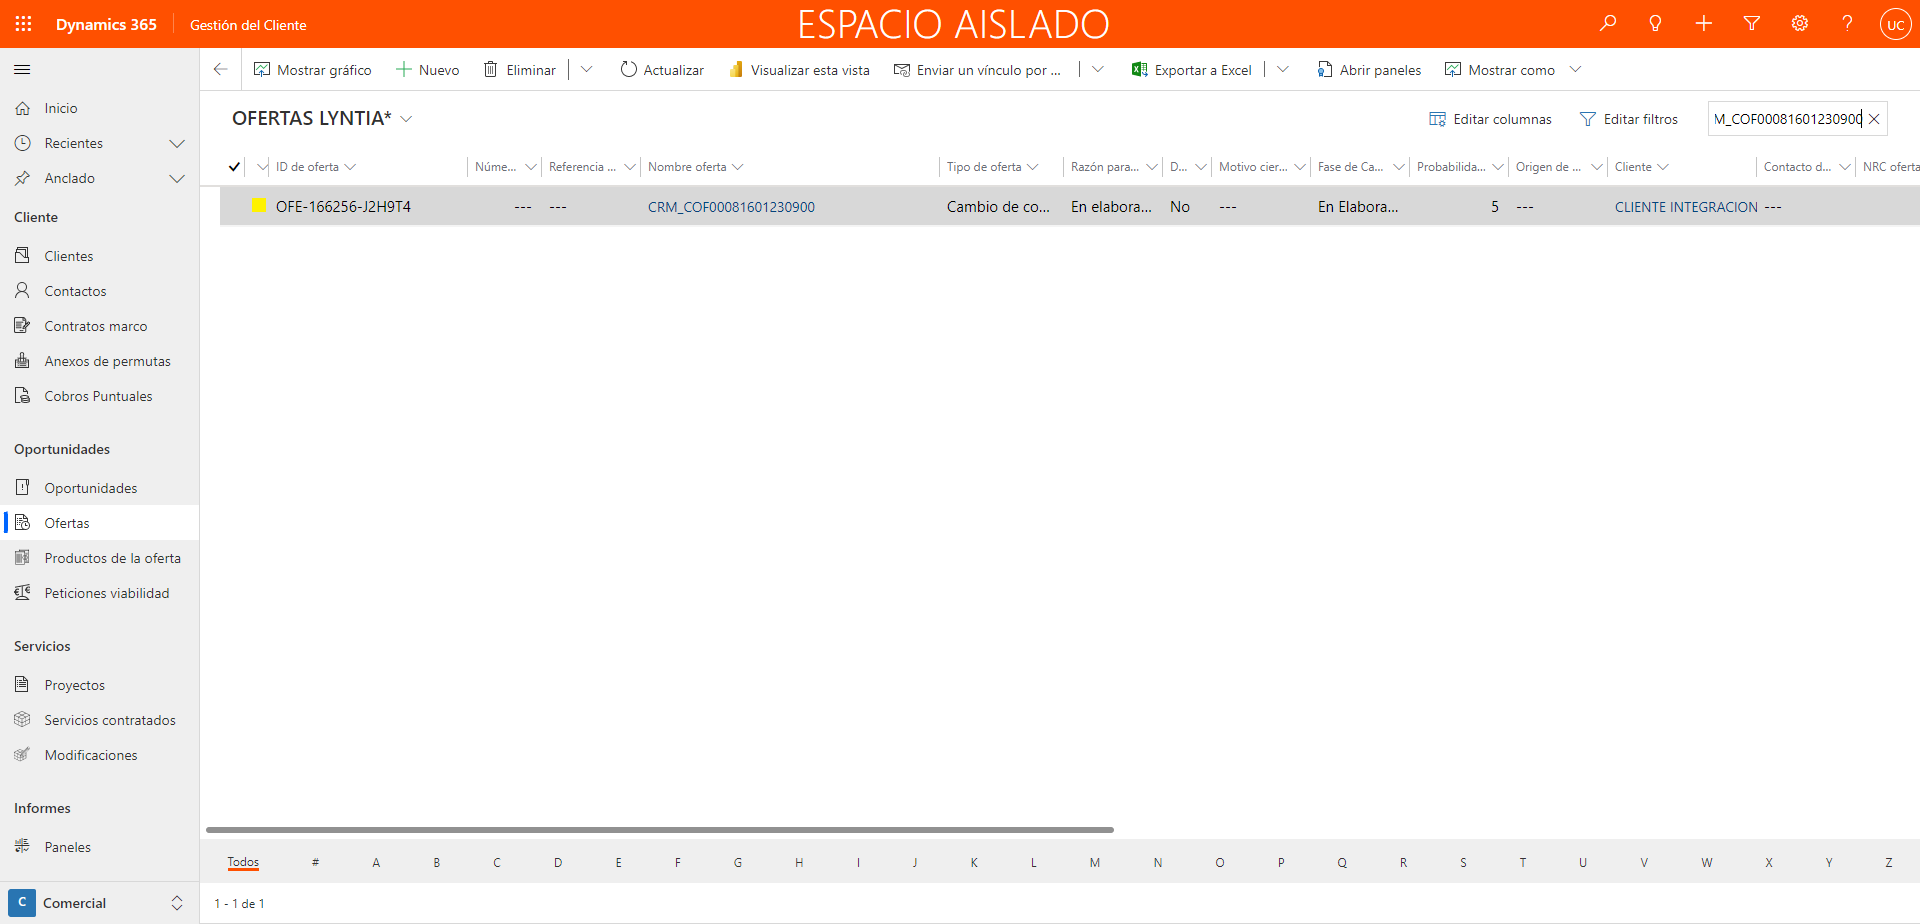 Dynamics 365
Gestión del Cliente
ESPACIO AISLADO
UC
Mostrar gráfico
Nuevo
Eliminar
Actualizar
Visualizar esta vista
Enviar un vínculo por ...
Exportar a Excel
Abrir paneles
Mostrar como
Inicio
Recientes
Anclado
Cliente
Clientes
Contactos
Contratos marco
Anexos de permutas
Cobros Puntuales
Oportunidades
Oportunidades
Ofertas
Productos de la oferta
Peticiones viabilidad
Servicios
Proyectos
Servicios contratados
Modificaciones
Informes
Paneles
C Comercial
OFERTAS LYNTIA*
Editar columnas
Editar filtros
M_COF00081601230900
ID de oferta
Núme...
Referencia ...
Nombre oferta
Tipo de oferta
Razón para...
D...
Motivo cier...
Fase de Ca...
Probabilida...
Origen de ...
Cliente
Contacto d...
NRC oferta
OFE-166256-J2H9T4
---
---
CRM_COF00081601230900
Cambio de co...
En elabora...
No
---
En Elabora...
5
---
CLIENTE INTEGRACION
---
Todos # A B C D E F G H I J K L M N O P Q R S T U V W X Y Z
1 - 1 de 1